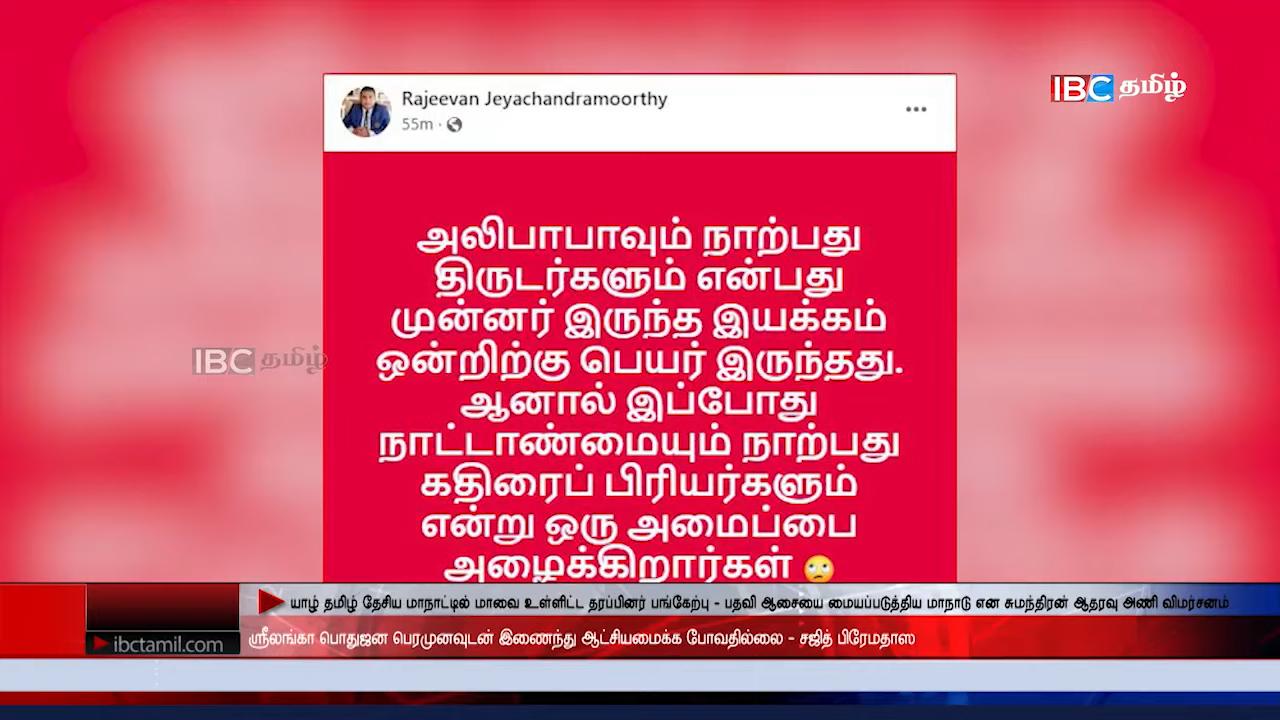 IBC தமிழ்
Rajeevan Jeyachandramoorthy
55m ·
அலிபாபாவும் நாற்பது
திருடர்களும் என்பது
முன்னர் இருந்த இயக்கம்
ஒன்றிற்கு பெயர் இருந்தது.
ஆனால் இப்போது
நாட்டாண்மையும் நாற்பது
கதிரைப் பிரியர்களும்
என்று ஒரு அமைப்பை
அழைக்கிறார்கள் 🙄
IBC தமிழ்
யாழ் தமிழ் தேசிய மாநாட்டில் மாவை உள்ளிட்ட தரப்பினர் பங்கேற்பு - பதவி ஆசையை மையப்படுத்திய மாநாடு என சுமந்திரன் ஆதரவு அணி விமர்சனம்
ibctamil.com
ஸ்ரீலங்கா பொதுஜன பெரமுனவுடன் இணைந்து ஆட்சியமைக்க போவதில்லை - சஜித் பிரேமதாஸ